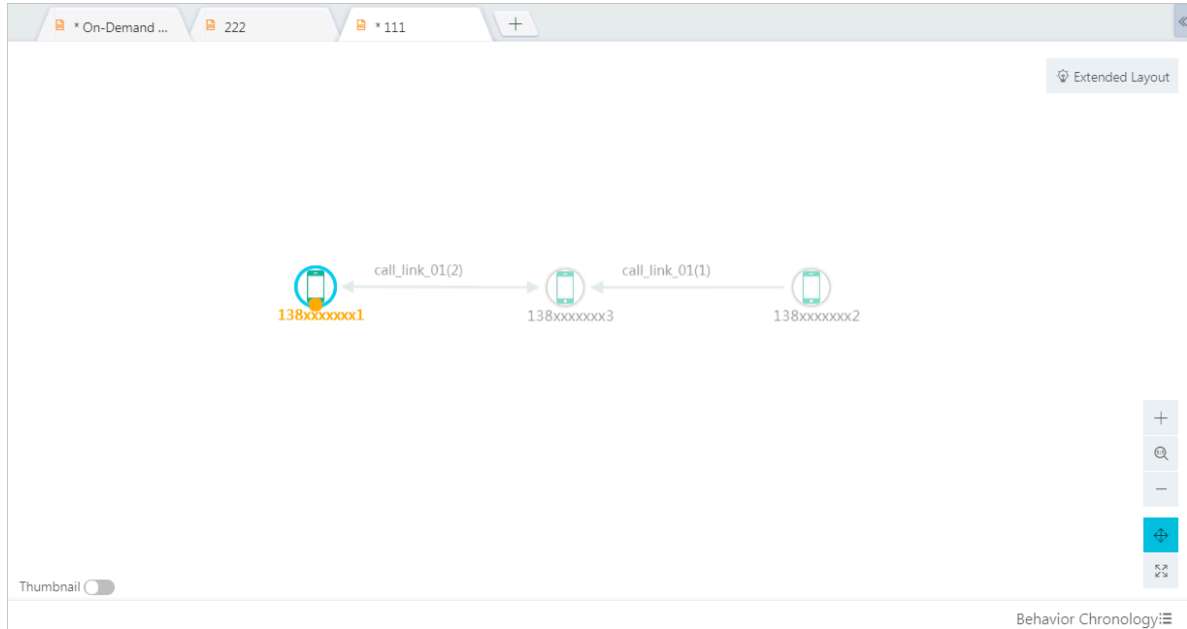 * On-Demand ...
222
* 111
Extended Layout
call_link_01(2)
call_link_01(1)
138xxxxxxx1
138xxxxxxx3
138xxxxxxx2
Thumbnail
Behavior Chronology